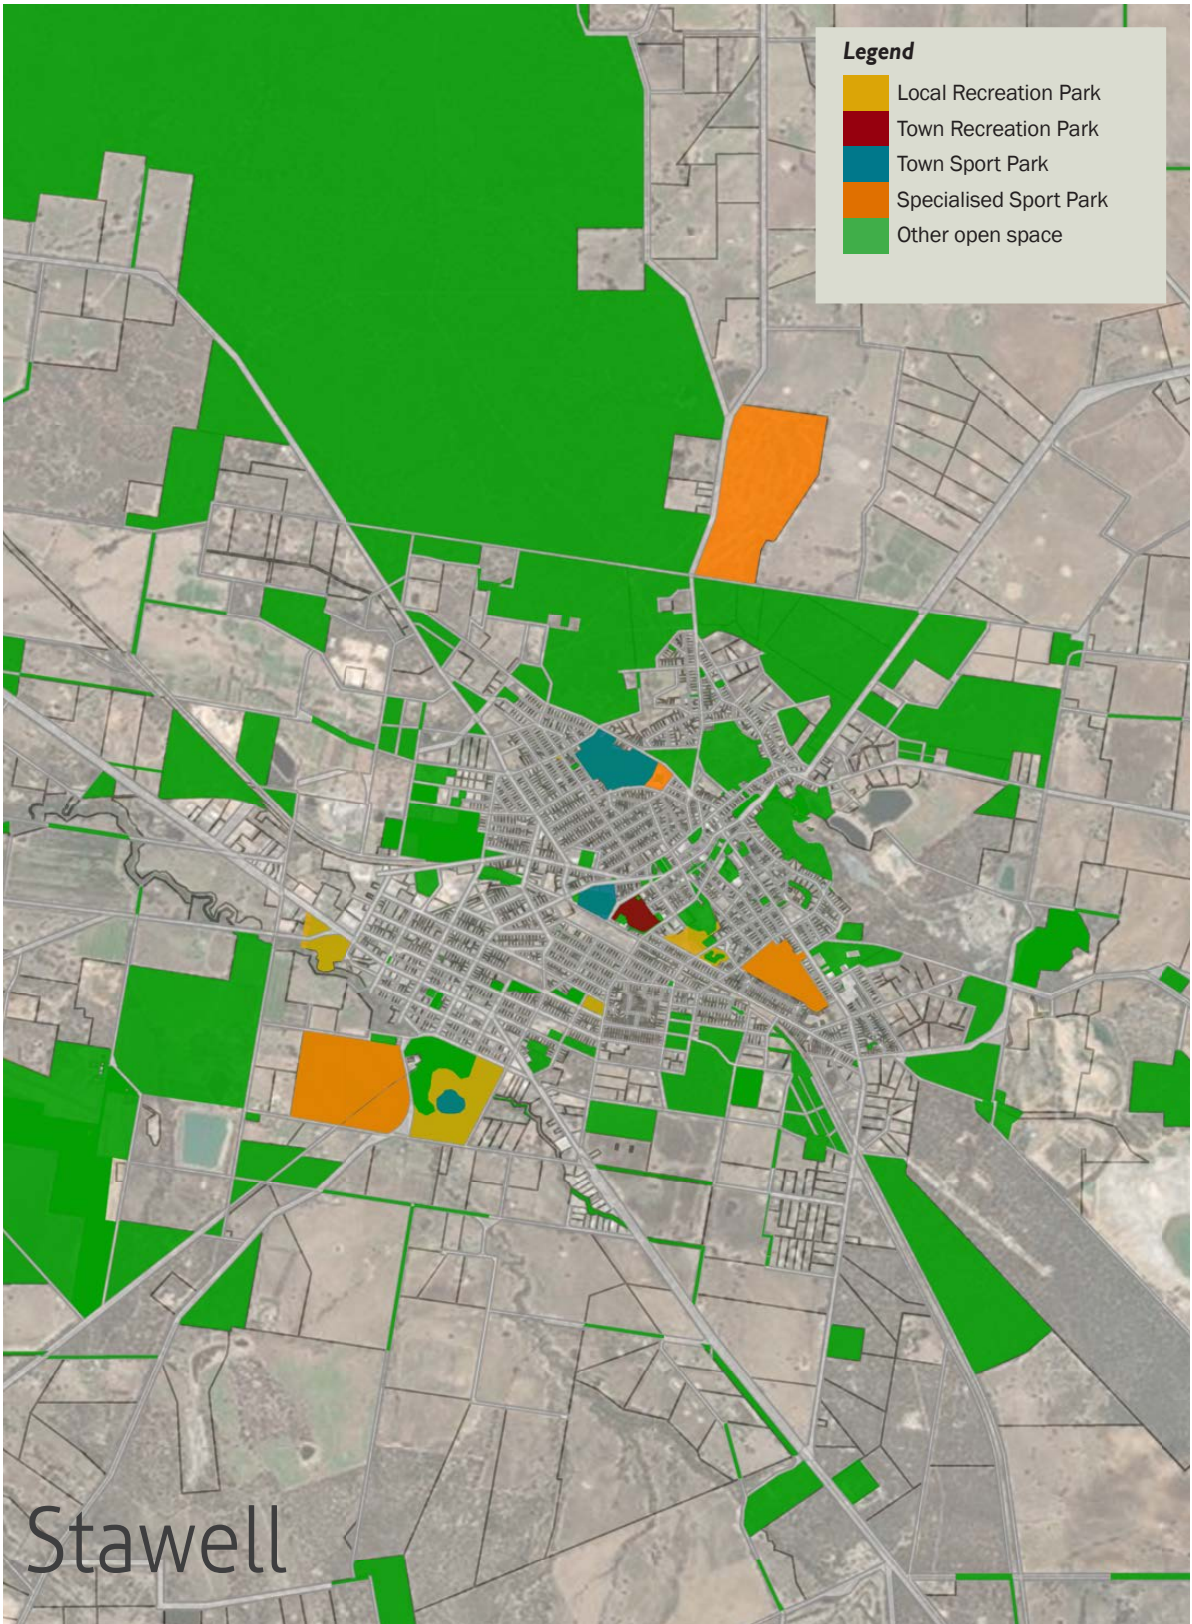 Legend
Local Recreation Park
Town Recreation Park
Town Sport Park
Specialised Sport Park
Other open space
Stawell